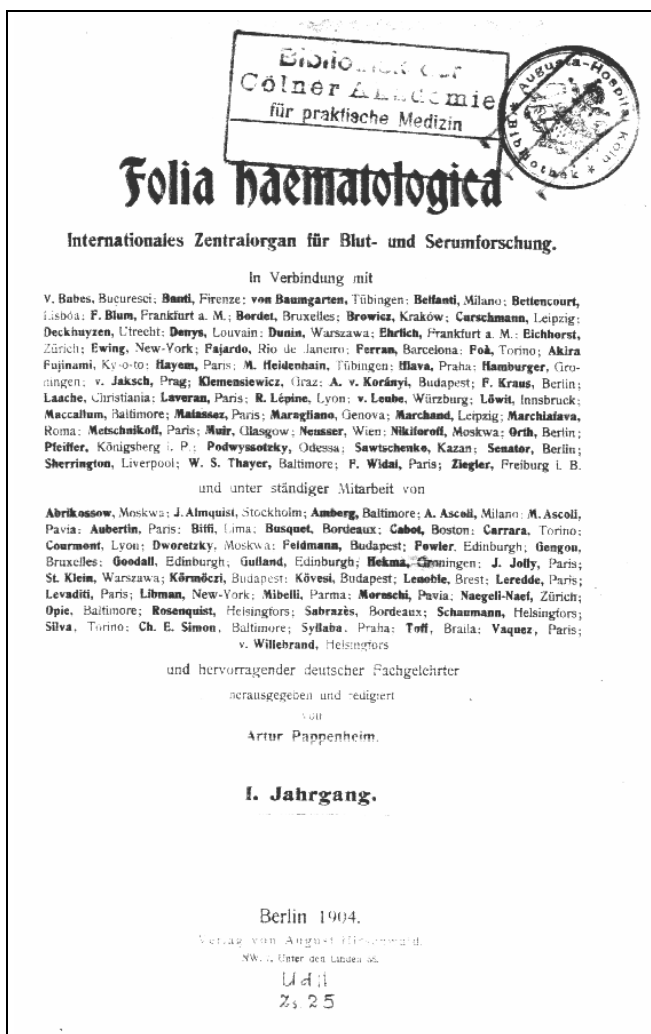 Bibliothek der
Cölner Akademie
für praktische Medizin
Augusta-Hospital Köln * Bibliothek *
Folia haematologica
Internationales Zentralorgan für Blut- und Serumforschung.
In Verbindung mit
V. Babes, Bucuresci; Banti, Firenze; von Baumgarten, Tübingen; Belfanti, Milano; Bettencourt,
Lisbóa; F. Blum, Frankfurt a. M.; Bordet, Bruxelles; Browicz, Kraków; Curschmann, Leipzig;
Deckhuyzen, Utrecht; Denys, Louvain; Dunin, Warszawa; Ehrlich, Frankfurt a. M.; Eichhorst,
Zürich; Ewing, New-York; Fajardo, Rio de Janeiro; Ferran, Barcelona; Foà, Torino; Akira
Fujinami, Ky-o-to; Hayem, Paris; M. Heidenhain, Tübingen; Hlava, Praha; Hamburger, Gro-
ningen; v. Jaksch, Prag; Klemensiewicz, Graz; A. v. Korányi, Budapest; F. Kraus, Berlin;
Laache, Christiania; Laveran, Paris; R. Lépine, Lyon; v. Leube, Würzburg; Löwit, Innsbruck;
Maccallum, Baltimore; Malassez, Paris; Maragliano, Genova; Marchand, Leipzig; Marchiafava,
Roma; Metschnikoff, Paris; Muir, Glasgow; Neusser, Wien; Nikiforoff, Moskwa; Orth, Berlin;
Pfeiffer, Königsberg i. P.; Podwyssotzky, Odessa; Sawtschenko, Kazan; Senator, Berlin;
Sherrington, Liverpool; W. S. Thayer, Baltimore; F. Widal, Paris; Ziegler, Freiburg i. B.
und unter ständiger Mitarbeit von
Abrikossow, Moskwa; J. Almquist, Stockholm; Amberg, Baltimore; A. Ascoli, Milano; M. Ascoli,
Pavia; Aubertin, Paris; Biffi, Lima; Busquet, Bordeaux; Cabot, Boston; Carrara, Torino;
Courmont, Lyon; Dworetzky, Moskwa; Feldmann, Budapest; Fowler, Edinburgh; Gengou,
Bruxelles; Goodall, Edinburgh; Gulland, Edinburgh; Hekma, Groningen; J. Jolly, Paris;
St. Klein, Warszawa; Körmöczi, Budapest; Kövesi, Budapest; Lenoble, Brest; Leredde, Paris;
Levaditi, Paris; Libman, New-York; Mibelli, Parma; Moreschi, Pavia; Naegeli-Naef, Zürich;
Opie, Baltimore; Rosenquist, Helsingfors; Sabrazès, Bordeaux; Schaumann, Helsingfors;
Silva, Torino; Ch. E. Simon, Baltimore; Syllaba, Praha; Toff, Braila; Vaquez, Paris;
v. Willebrand, Helsingfors
und hervorragender deutscher Fachgelehrter
herausgegeben und redigiert
von
Artur Pappenheim.
I. Jahrgang.
Berlin 1904.
Verlag von August Hirschwald.
NW. Unter den Linden
Zs. 25